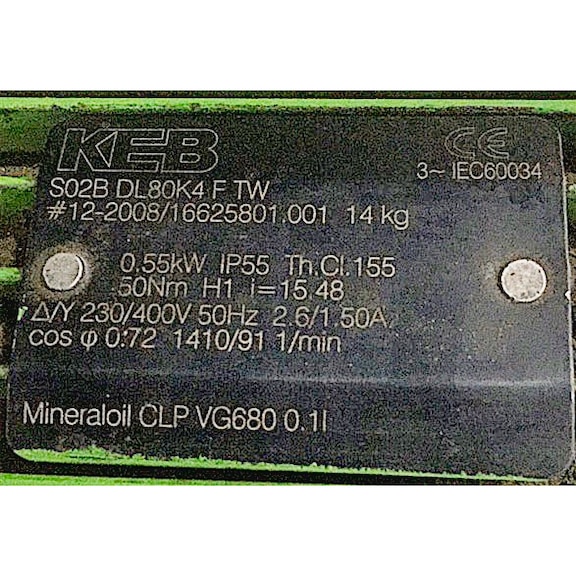 KEB CE
3~ IEC60034
S02B DL80K4 F TW
#12-2008/16625801.001 14 kg
0.55kW IP55 Th.Cl.155
50Nm H1 i=15.48
Δ/Y 230/400V 50Hz 2.6/1.50A
cos φ 0.72 1410/91 1/min
Mineraloil CLP VG680 0.1l